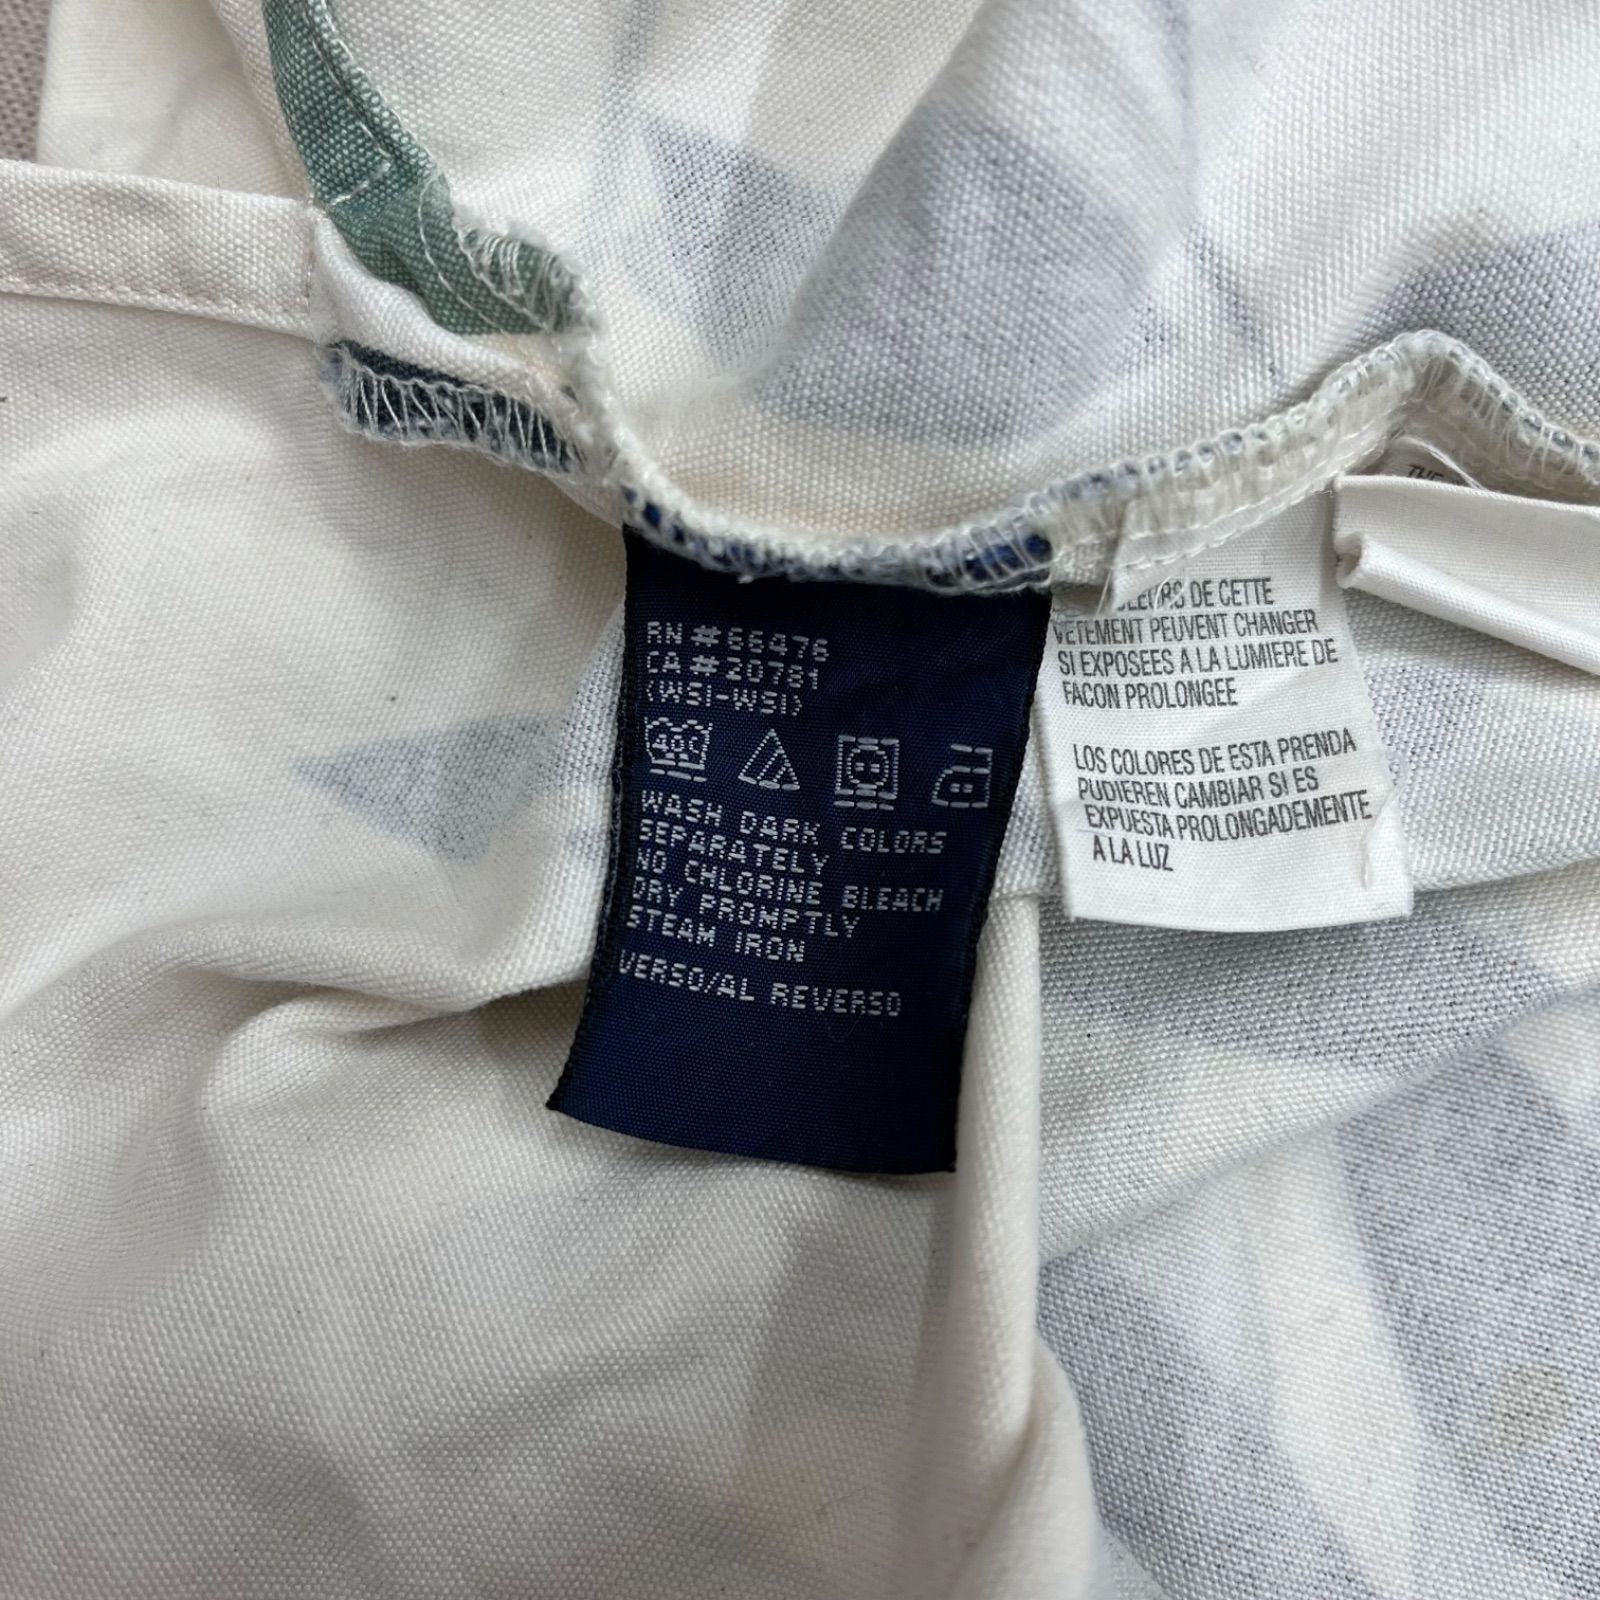 RN #66476
CA #20781
(WSI-WSI)
40C
WASH DARK COLORS
SEPARATELY
NO CHLORINE BLEACH
DRY PROMPTLY
STEAM IRON
VERSO/AL REVERSO
DE CETTE
VETEMENT PEUVENT CHANGER
SI EXPOSEES A LA LUMIERE DE
FACON PROLONGEE
LOS COLORES DE ESTA PRENDA
PUDIEREN CAMBIAR SI ES
EXPUESTA PROLONGADEMENTE
A LA LUZ